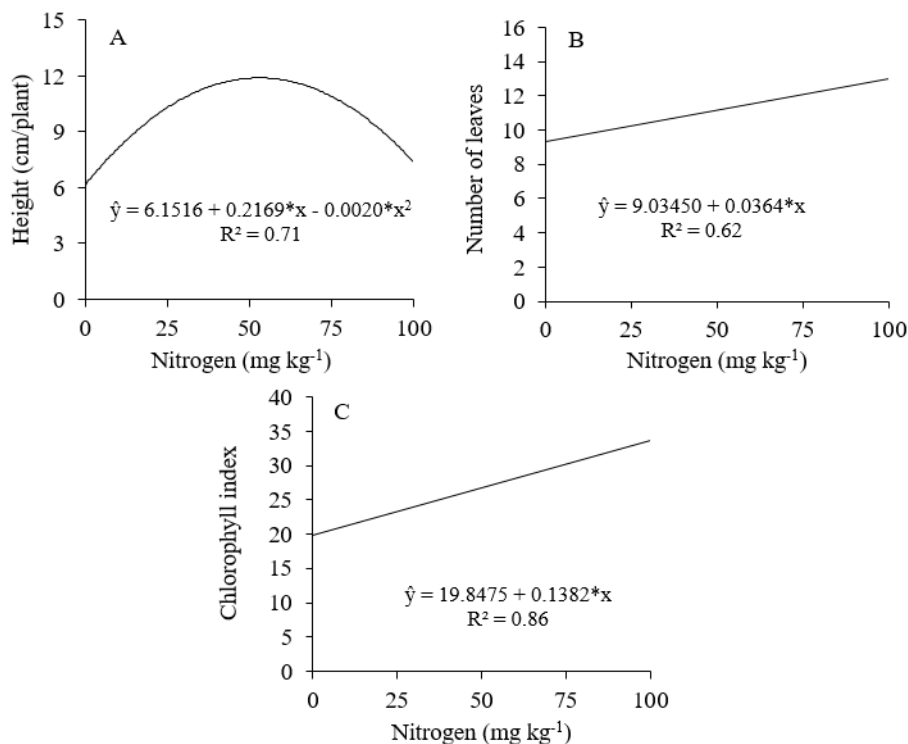 A
Height (cm/plant)
15
12
9
6
3
0
ŷ = 6.1516 + 0.2169*x - 0.0020*x²
R² = 0.71
0 25 50 75 100
Nitrogen (mg kg⁻¹)
B
Number of leaves
16
14
12
10
8
6
4
2
0
ŷ = 9.03450 + 0.0364*x
R² = 0.62
0 25 50 75 100
Nitrogen (mg kg⁻¹)
C
Chlorophyll index
40
35
30
25
20
15
10
5
0
ŷ = 19.8475 + 0.1382*x
R² = 0.86
0 25 50 75 100
Nitrogen (mg kg⁻¹)